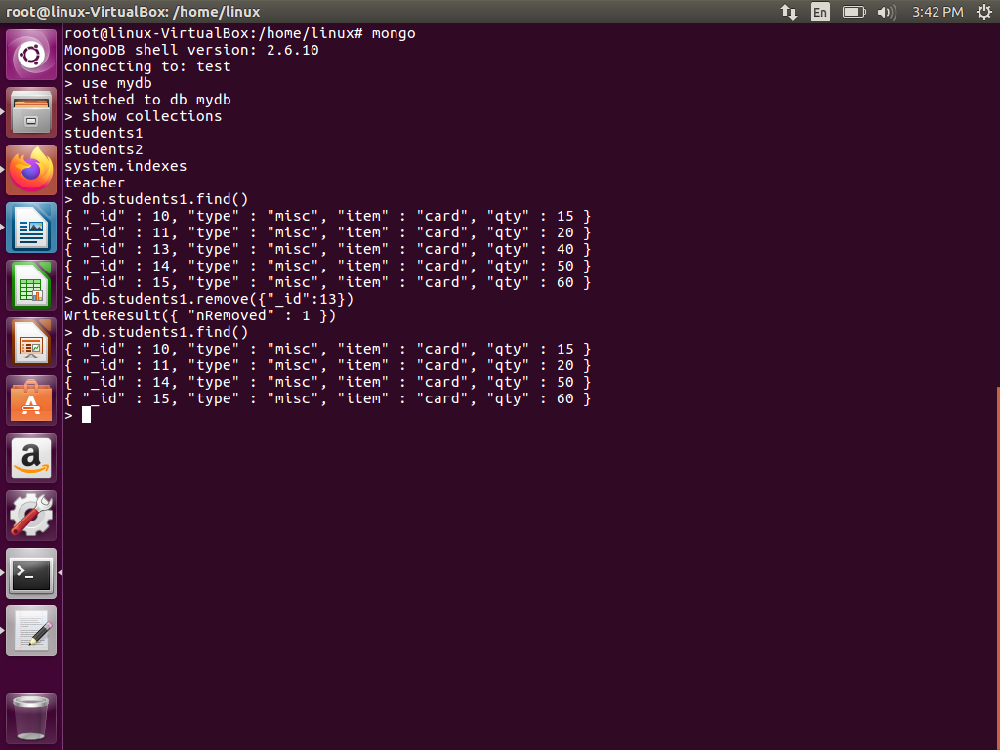 root@linux-VirtualBox: /home/linux
En
3:42 PM
root@linux-VirtualBox:/home/linux# mongo
MongoDB shell version: 2.6.10
connecting to: test
> use mydb
switched to db mydb
> show collections
students1
students2
system.indexes
teacher
> db.students1.find()
{ "_id" : 10, "type" : "misc", "item" : "card", "qty" : 15 }
{ "_id" : 11, "type" : "misc", "item" : "card", "qty" : 20 }
{ "_id" : 13, "type" : "misc", "item" : "card", "qty" : 40 }
{ "_id" : 14, "type" : "misc", "item" : "card", "qty" : 50 }
{ "_id" : 15, "type" : "misc", "item" : "card", "qty" : 60 }
> db.students1.remove({"_id":13})
WriteResult({ "nRemoved" : 1 })
> db.students1.find()
{ "_id" : 10, "type" : "misc", "item" : "card", "qty" : 15 }
{ "_id" : 11, "type" : "misc", "item" : "card", "qty" : 20 }
{ "_id" : 14, "type" : "misc", "item" : "card", "qty" : 50 }
{ "_id" : 15, "type" : "misc", "item" : "card", "qty" : 60 }
>